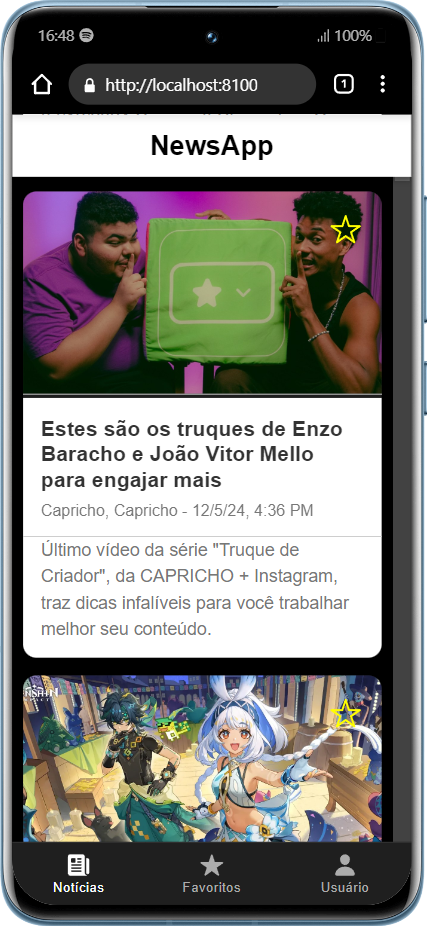 16:48
100%
http://localhost:8100
1
NewsApp
Estes são os truques de Enzo
Baracho e João Vitor Mello
para engajar mais
Capricho, Capricho - 12/5/24, 4:36 PM
Último vídeo da série "Truque de
Criador", da CAPRICHO + Instagram,
traz dicas infalíveis para você trabalhar
melhor seu conteúdo.
Notícias
Favoritos
Usuário